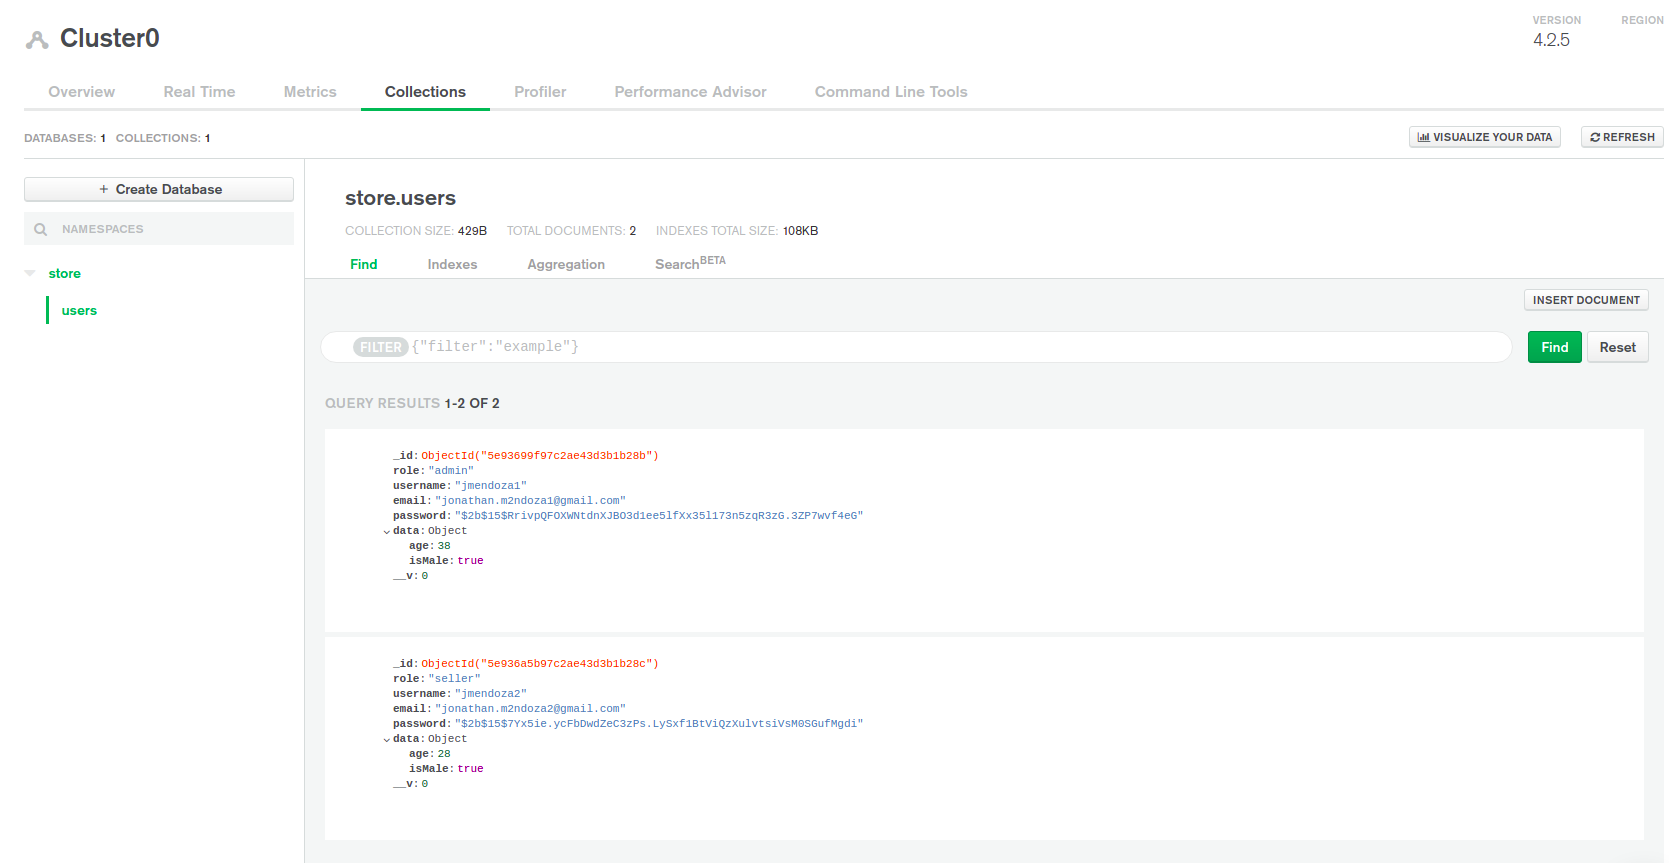 Cluster0
VERSION REGION
4.2.5
Overview Real Time Metrics Collections Profiler Performance Advisor Command Line Tools
DATABASES: 1 COLLECTIONS: 1
VISUALIZE YOUR DATA REFRESH
+ Create Database
NAMESPACES
store
users
store.users
COLLECTION SIZE: 429B TOTAL DOCUMENTS: 2 INDEXES TOTAL SIZE: 108KB
Find Indexes Aggregation Search BETA
INSERT DOCUMENT
FILTER {"filter":"example"}
Find Reset
QUERY RESULTS 1-2 OF 2
_id: ObjectId("5e93699f97c2ae43d3b1b28b")
role: "admin"
username: "jmendoza1"
email: "jonathan.m2ndoza1@gmail.com"
password: "$2b$15$RrivpQFOXWNtdnXJBO3d1ee5lfXx35l173n5zqR3zG.3ZP7wvf4eG"
data: Object
age: 38
isMale: true
__v: 0
_id: ObjectId("5e936a5b97c2ae43d3b1b28c")
role: "seller"
username: "jmendoza2"
email: "jonathan.m2ndoza2@gmail.com"
password: "$2b$15$7Yx5ie.ycFbDwdZeC3zPs.LySxf1BtViQzXulvtsiVsM0SGufMgdi"
data: Object
age: 28
isMale: true
__v: 0